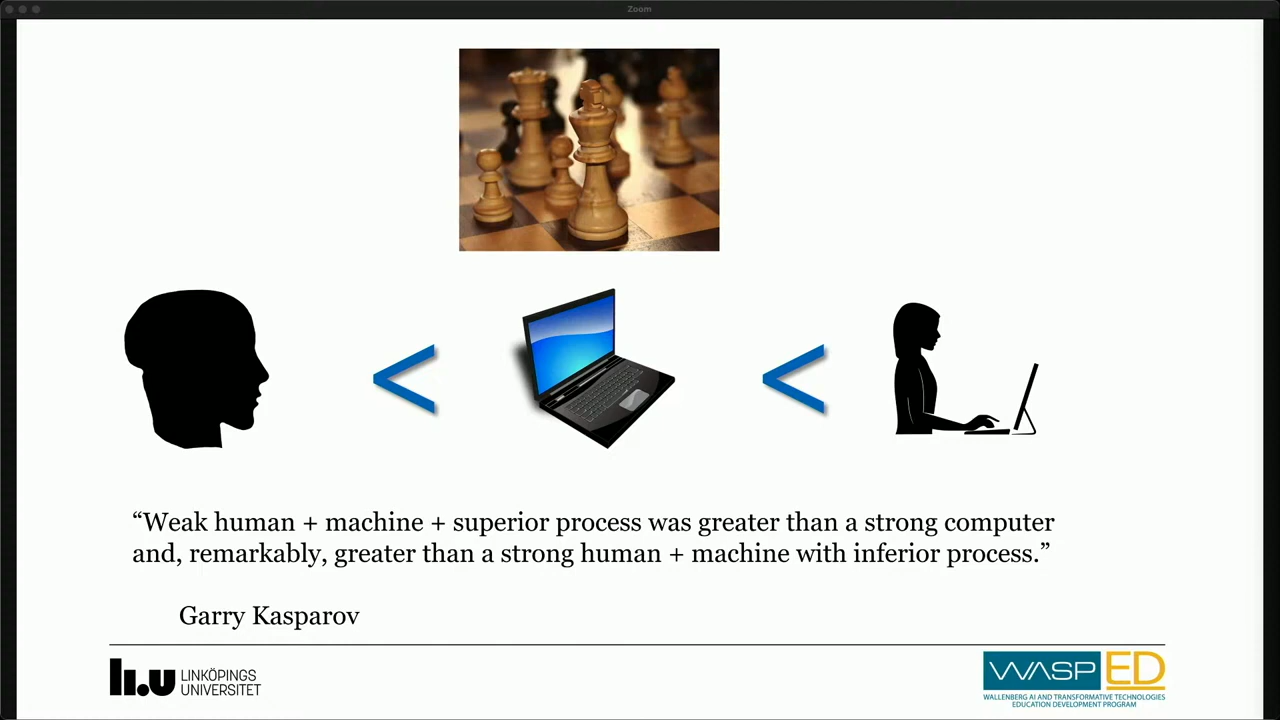 Zoom
<
<
“Weak human + machine + superior process was greater than a strong computer
and, remarkably, greater than a strong human + machine with inferior process.”
Garry Kasparov
li.u LINKÖPINGS
UNIVERSITET
WASP ED
WALLENBERG AI AND TRANSFORMATIVE TECHNOLOGIES
EDUCATION DEVELOPMENT PROGRAM